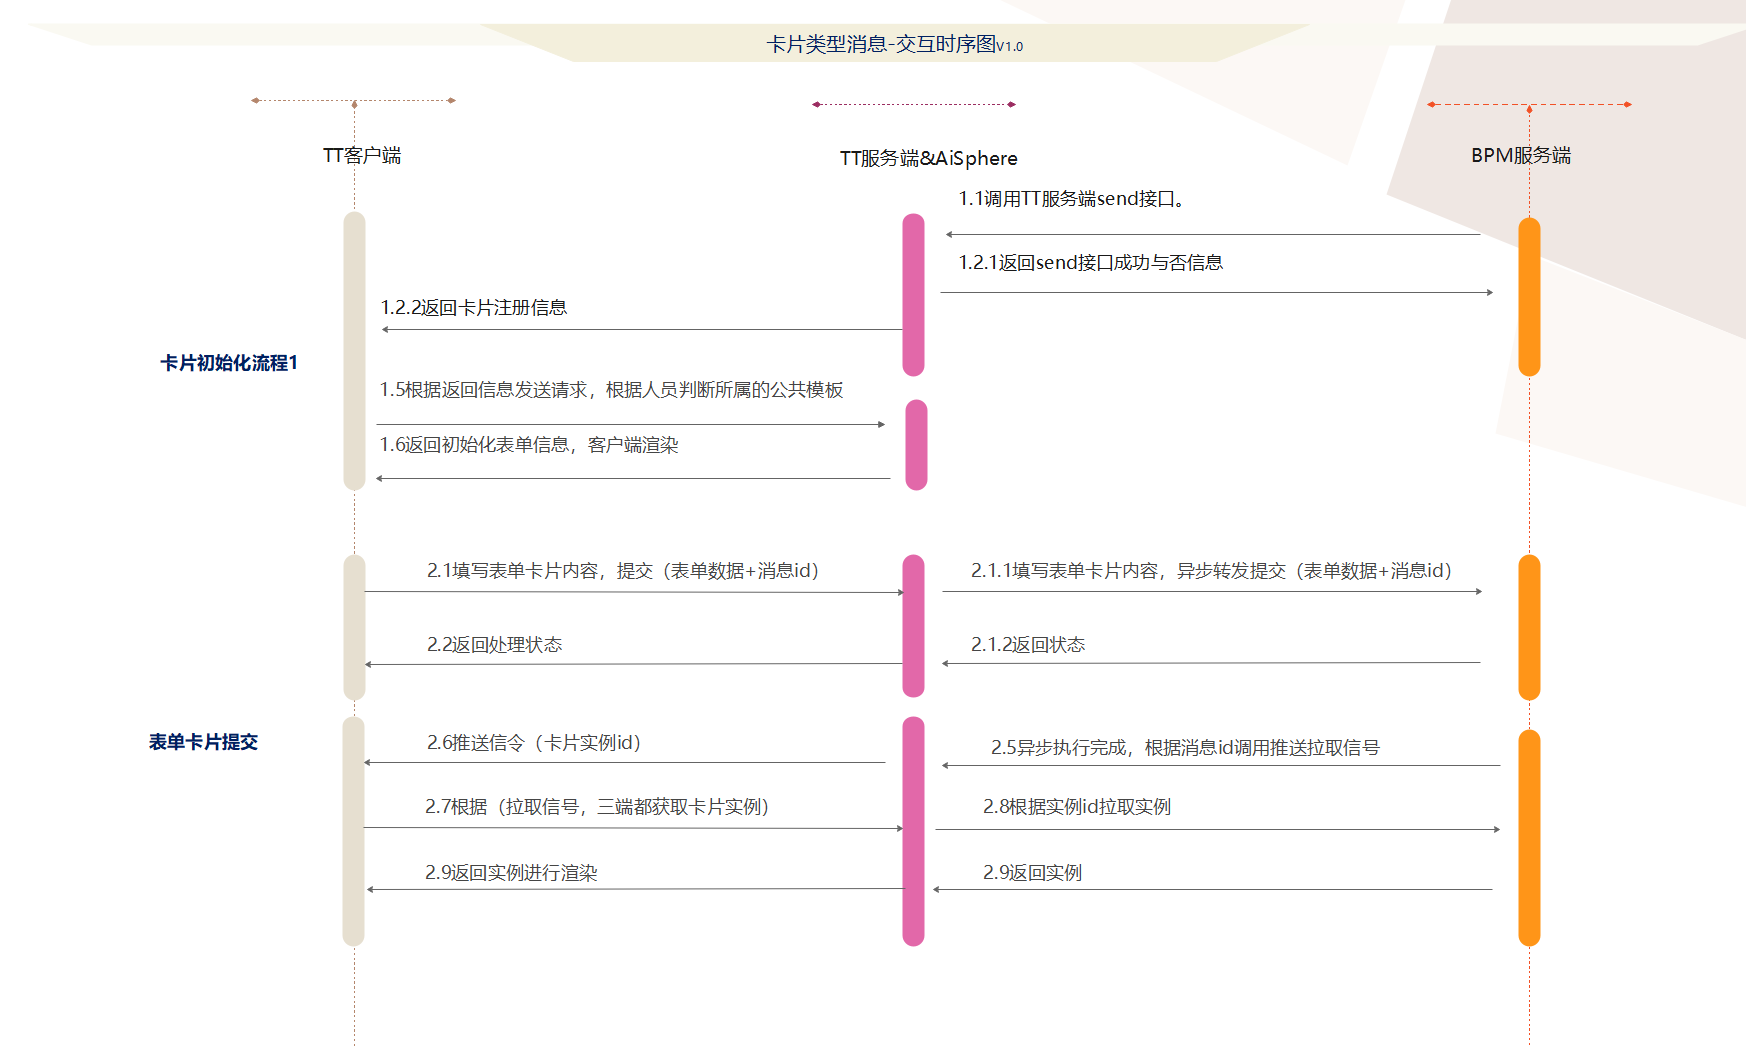 卡片类型消息-交互时序图V1.0
TT客户端
TT服务端&AiSphere
BPM服务端
1.1调用TT服务端send接口。
1.2.1返回send接口成功与否信息
1.2.2返回卡片注册信息
卡片初始化流程1
1.5根据返回信息发送请求，根据人员判断所属的公共模板
1.6返回初始化表单信息，客户端渲染
2.1填写表单卡片内容，提交（表单数据+消息id）
2.1.1填写表单卡片内容，异步转发提交（表单数据+消息id）
2.2返回处理状态
2.1.2返回状态
表单卡片提交
2.6推送信令（卡片实例id）
2.5异步执行完成，根据消息id调用推送拉取信号
2.7根据（拉取信号，三端都获取卡片实例）
2.8根据实例id拉取实例
2.9返回实例进行渲染
2.9返回实例